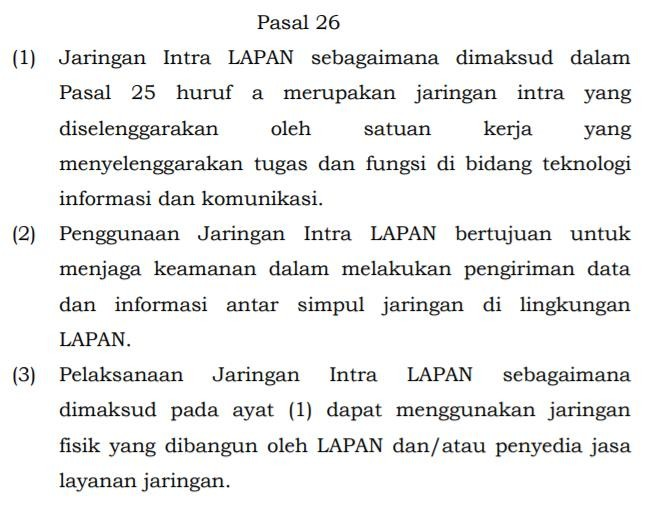 Pasal 26
(1) Jaringan Intra LAPAN sebagaimana dimaksud dalam
Pasal 25 huruf a merupakan jaringan intra yang
diselenggarakan oleh satuan kerja yang
menyelenggarakan tugas dan fungsi di bidang teknologi
informasi dan komunikasi.
(2) Penggunaan Jaringan Intra LAPAN bertujuan untuk
menjaga keamanan dalam melakukan pengiriman data
dan informasi antar simpul jaringan di lingkungan
LAPAN.
(3) Pelaksanaan Jaringan Intra LAPAN sebagaimana
dimaksud pada ayat (1) dapat menggunakan jaringan
fisik yang dibangun oleh LAPAN dan/atau penyedia jasa
layanan jaringan.